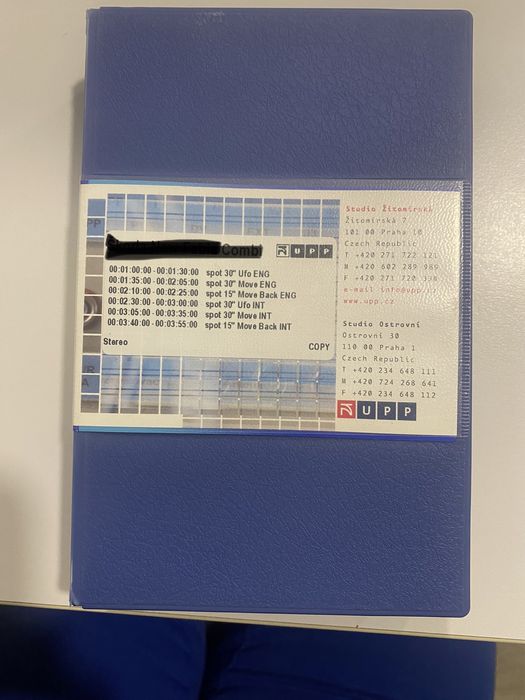 Combi
UPP
00:01:00:00 - 00:01:30:00 spot 30" Ufo ENG
00:01:35:00 - 00:02:05:00 spot 30" Move ENG
00:02:10:00 - 00:02:25:00 spot 15" Move Back ENG
00:02:30:00 - 00:03:00:00 spot 30" Ufo INT
00:03:05:00 - 00:03:35:00 spot 30" Move INT
00:03:40:00 - 00:03:55:00 spot 15" Move Back INT
Stereo COPY
Studio Žitomírská
Žitomírská 7
101 00 Praha 10
Czech Republic
T +420 271 722 121
M +420 602 289 989
F +420 271 720
e-mail info@upp.cz
www.upp.cz
Studio Ostrovní
Ostrovní 30
110 00 Praha 1
Czech Republic
T +420 234 648 111
M +420 724 268 641
F +420 234 648 112
UPP